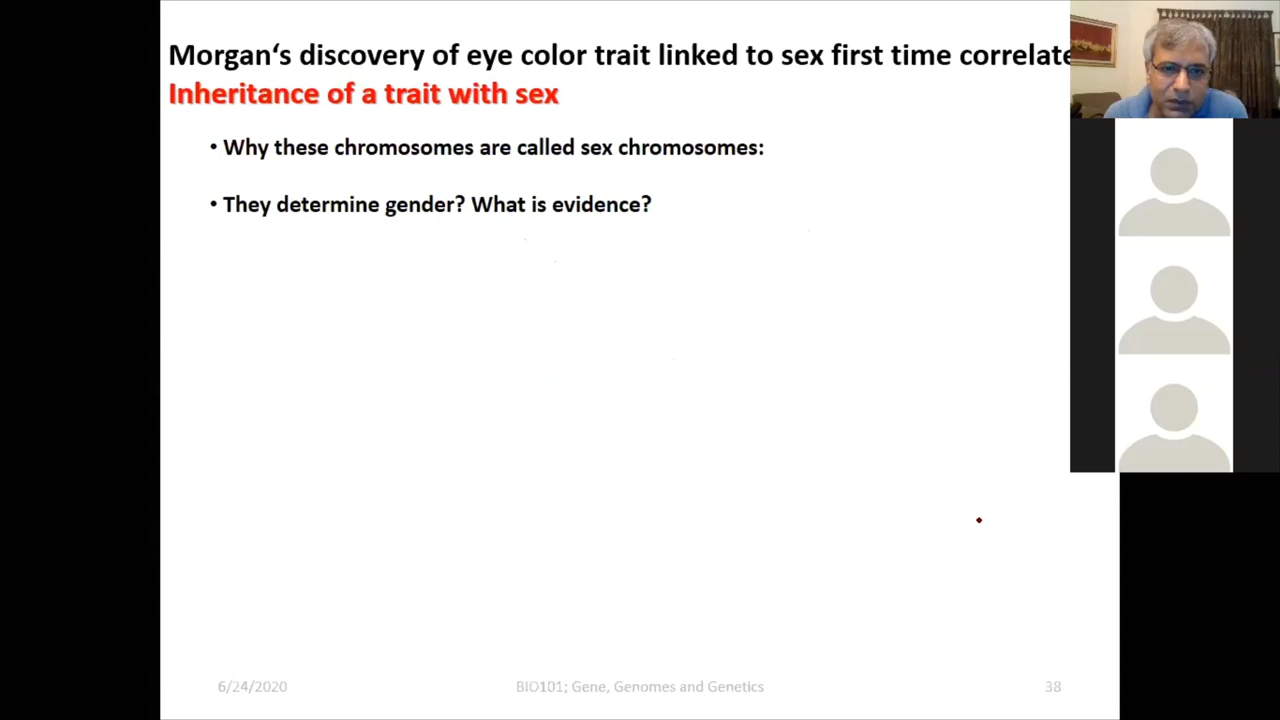 Morgan‘s discovery of eye color trait linked to sex first time correlate
Inheritance of a trait with sex
• Why these chromosomes are called sex chromosomes:
• They determine gender? What is evidence?
6/24/2020
BIO101; Gene, Genomes and Genetics
38